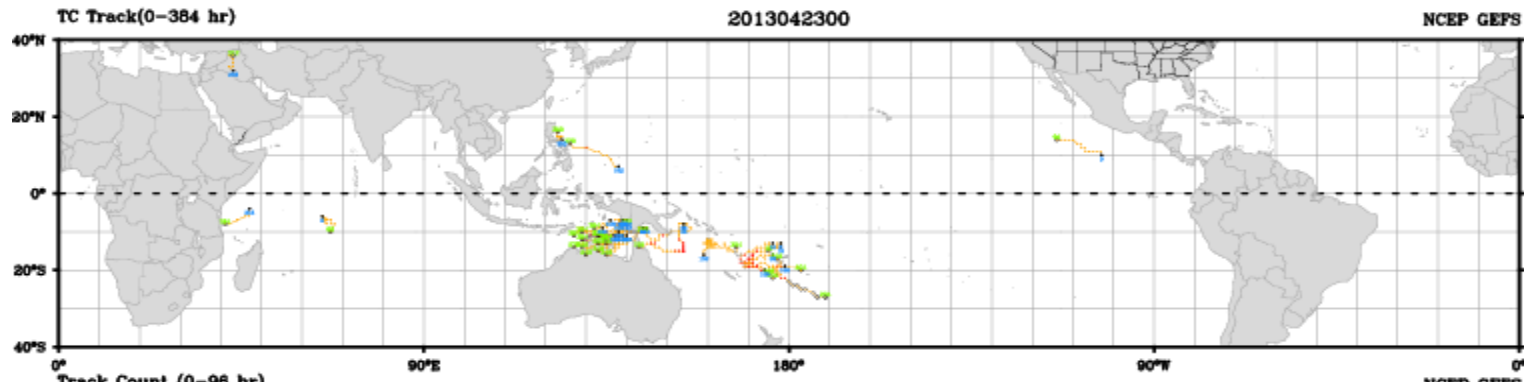 TC Track(0-384 hr) 2013042300 NCEP GEFS
40°N
20°N
0°
20°S
40°S
0° 90°E 180° 90°W 0°
Track Count (0-96 hr) NCEP GEFS